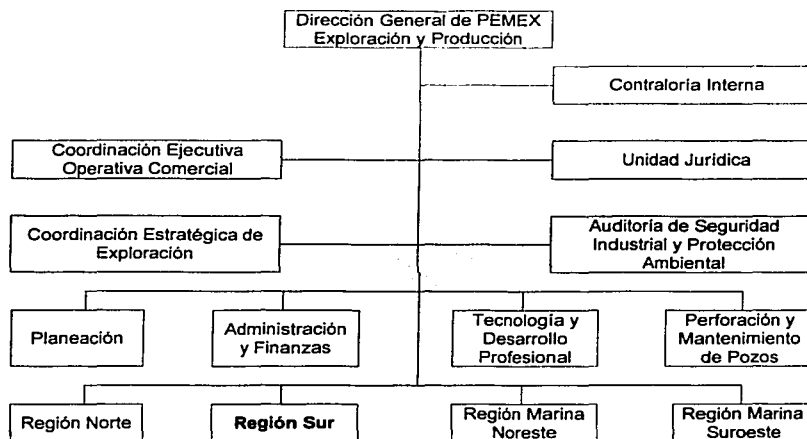 Dirección General de PEMEX
Exploración y Producción
Contraloría Interna
Coordinación Ejecutiva
Operativa Comercial
Unidad Jurídica
Coordinación Estratégica de
Exploración
Auditoría de Seguridad
Industrial y Protección
Ambiental
Planeación
Administración
y Finanzas
Tecnología y
Desarrollo
Profesional
Perforación y
Mantenimiento
de Pozos
Región Norte
Región Sur
Región Marina
Noreste
Región Marina
Suroeste